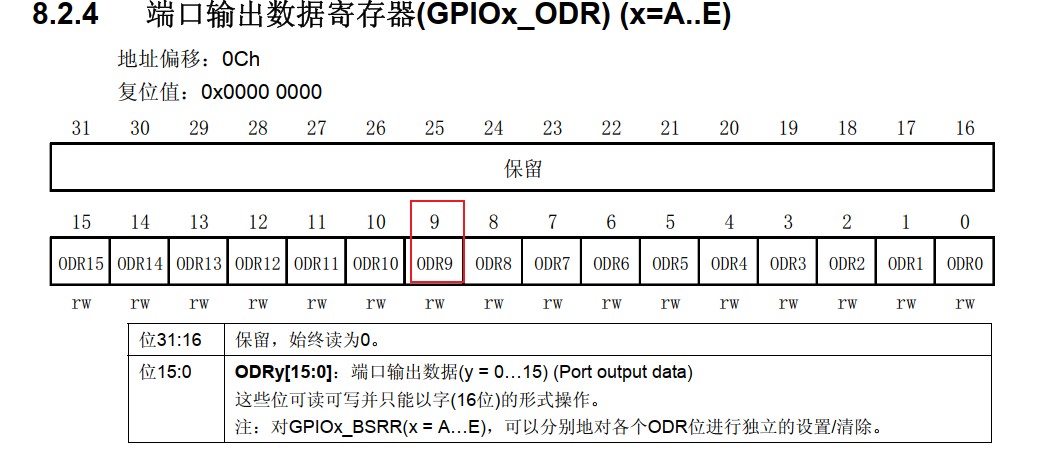 8.2.4 端口输出数据寄存器(GPIOx_ODR) (x=A..E)
地址偏移：0Ch
复位值：0x0000 0000
31 30 29 28 27 26 25 24 23 22 21 20 19 18 17 16
保留
15 14 13 12 11 10 9 8 7 6 5 4 3 2 1 0
ODR15 ODR14 ODR13 ODR12 ODR11 ODR10 ODR9 ODR8 ODR7 ODR6 ODR5 ODR4 ODR3 ODR2 ODR1 ODR0
rw rw rw rw rw rw rw rw rw rw rw rw rw rw rw rw
位31:16 保留，始终读为0。
位15:0 ODRy[15:0]：端口输出数据(y = 0…15) (Port output data)
这些位可读可写并只能以字(16位)的形式操作。
注：对GPIOx_BSRR(x = A…E)，可以分别地对各个ODR位进行独立的设置/清除。